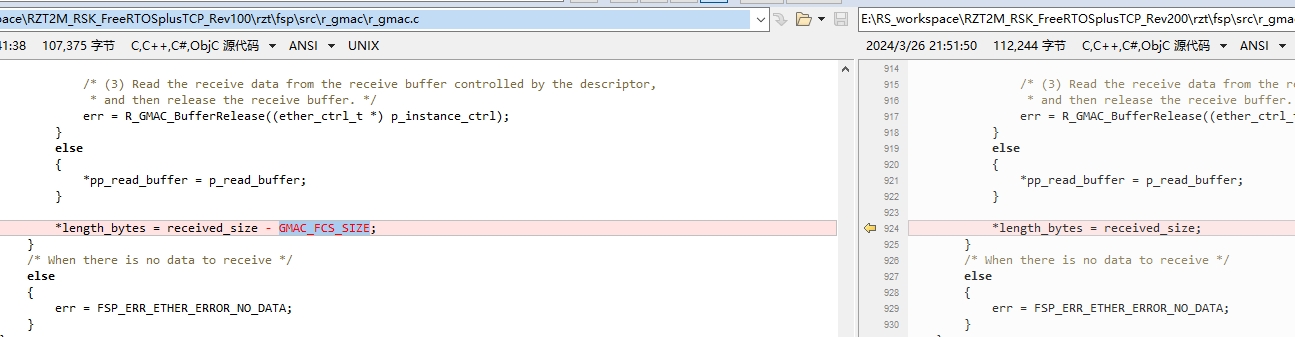 pace\RZT2M_RSK_FreeRTOSplusTCP_Rev100\rzt\fsp\src\r_gmac\r_gmac.c
41:38 107,375 字节 C,C++,C#,ObjC 源代码 ANSI UNIX
/* (3) Read the receive data from the receive buffer controlled by the descriptor,
* and then release the receive buffer. */
err = R_GMAC_BufferRelease((ether_ctrl_t *) p_instance_ctrl);
}
else
{
*pp_read_buffer = p_read_buffer;
}
*length_bytes = received_size - GMAC_FCS_SIZE;
}
/* When there is no data to receive */
else
{
err = FSP_ERR_ETHER_ERROR_NO_DATA;
}
E:\RS_workspace\RZT2M_RSK_FreeRTOSplusTCP_Rev200\rzt\fsp\src\r_gmac
2024/3/26 21:51:50 112,244 字节 C,C++,C#,ObjC 源代码 ANSI
914
915 /* (3) Read the receive data from the re
916 * and then release the receive buffer.
917 err = R_GMAC_BufferRelease((ether_ctrl_t
918 }
919 else
920 {
921 *pp_read_buffer = p_read_buffer;
922 }
923
924 *length_bytes = received_size;
925 }
926 /* When there is no data to receive */
927 else
928 {
929 err = FSP_ERR_ETHER_ERROR_NO_DATA;
930 }